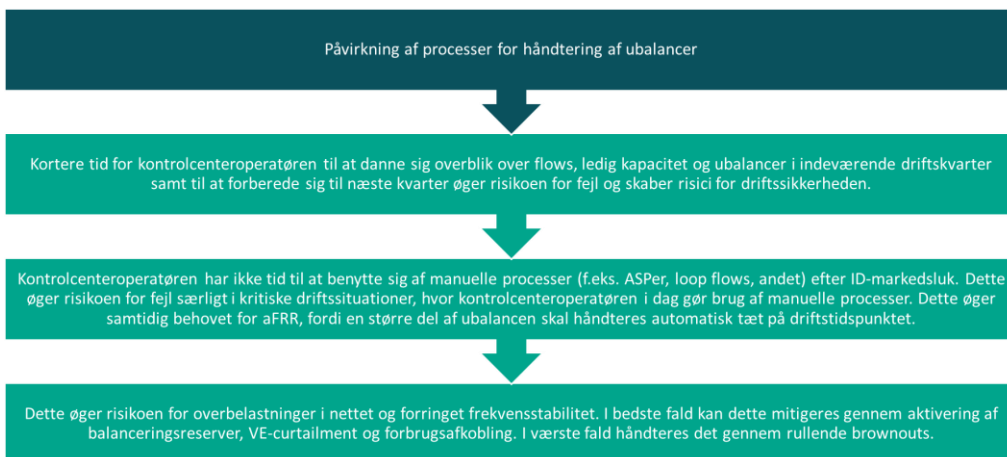 Påvirkning af processer for håndtering af ubalancer
Kortere tid for kontrolcenteroperatøren til at danne sig overblik over flows, ledig kapacitet og ubalancer i indeværende driftskvarter
samt til at forberede sig til næste kvarter øger risikoen for fejl og skaber risici for driftssikkerheden.
Kontrolcenteroperatøren har ikke tid til at benytte sig af manuelle processer (f.eks. ASPer, loop flows, andet) efter ID-markedsluk. Dette
øger risikoen for fejl særligt i kritiske driftssituationer, hvor kontrolcenteroperatøren i dag gør brug af manuelle processer. Dette øger
samtidig behovet for aFRR, fordi en større del af ubalancen skal håndteres automatisk tæt på driftstidspunktet.
Dette øger risikoen for overbelastninger i nettet og forringet frekvensstabilitet. I bedste fald kan dette mitigeres gennem aktivering af
balanceringsreserver, VE-curtailment og forbrugsafkobling. I værste fald håndteres det gennem rullende brownouts.